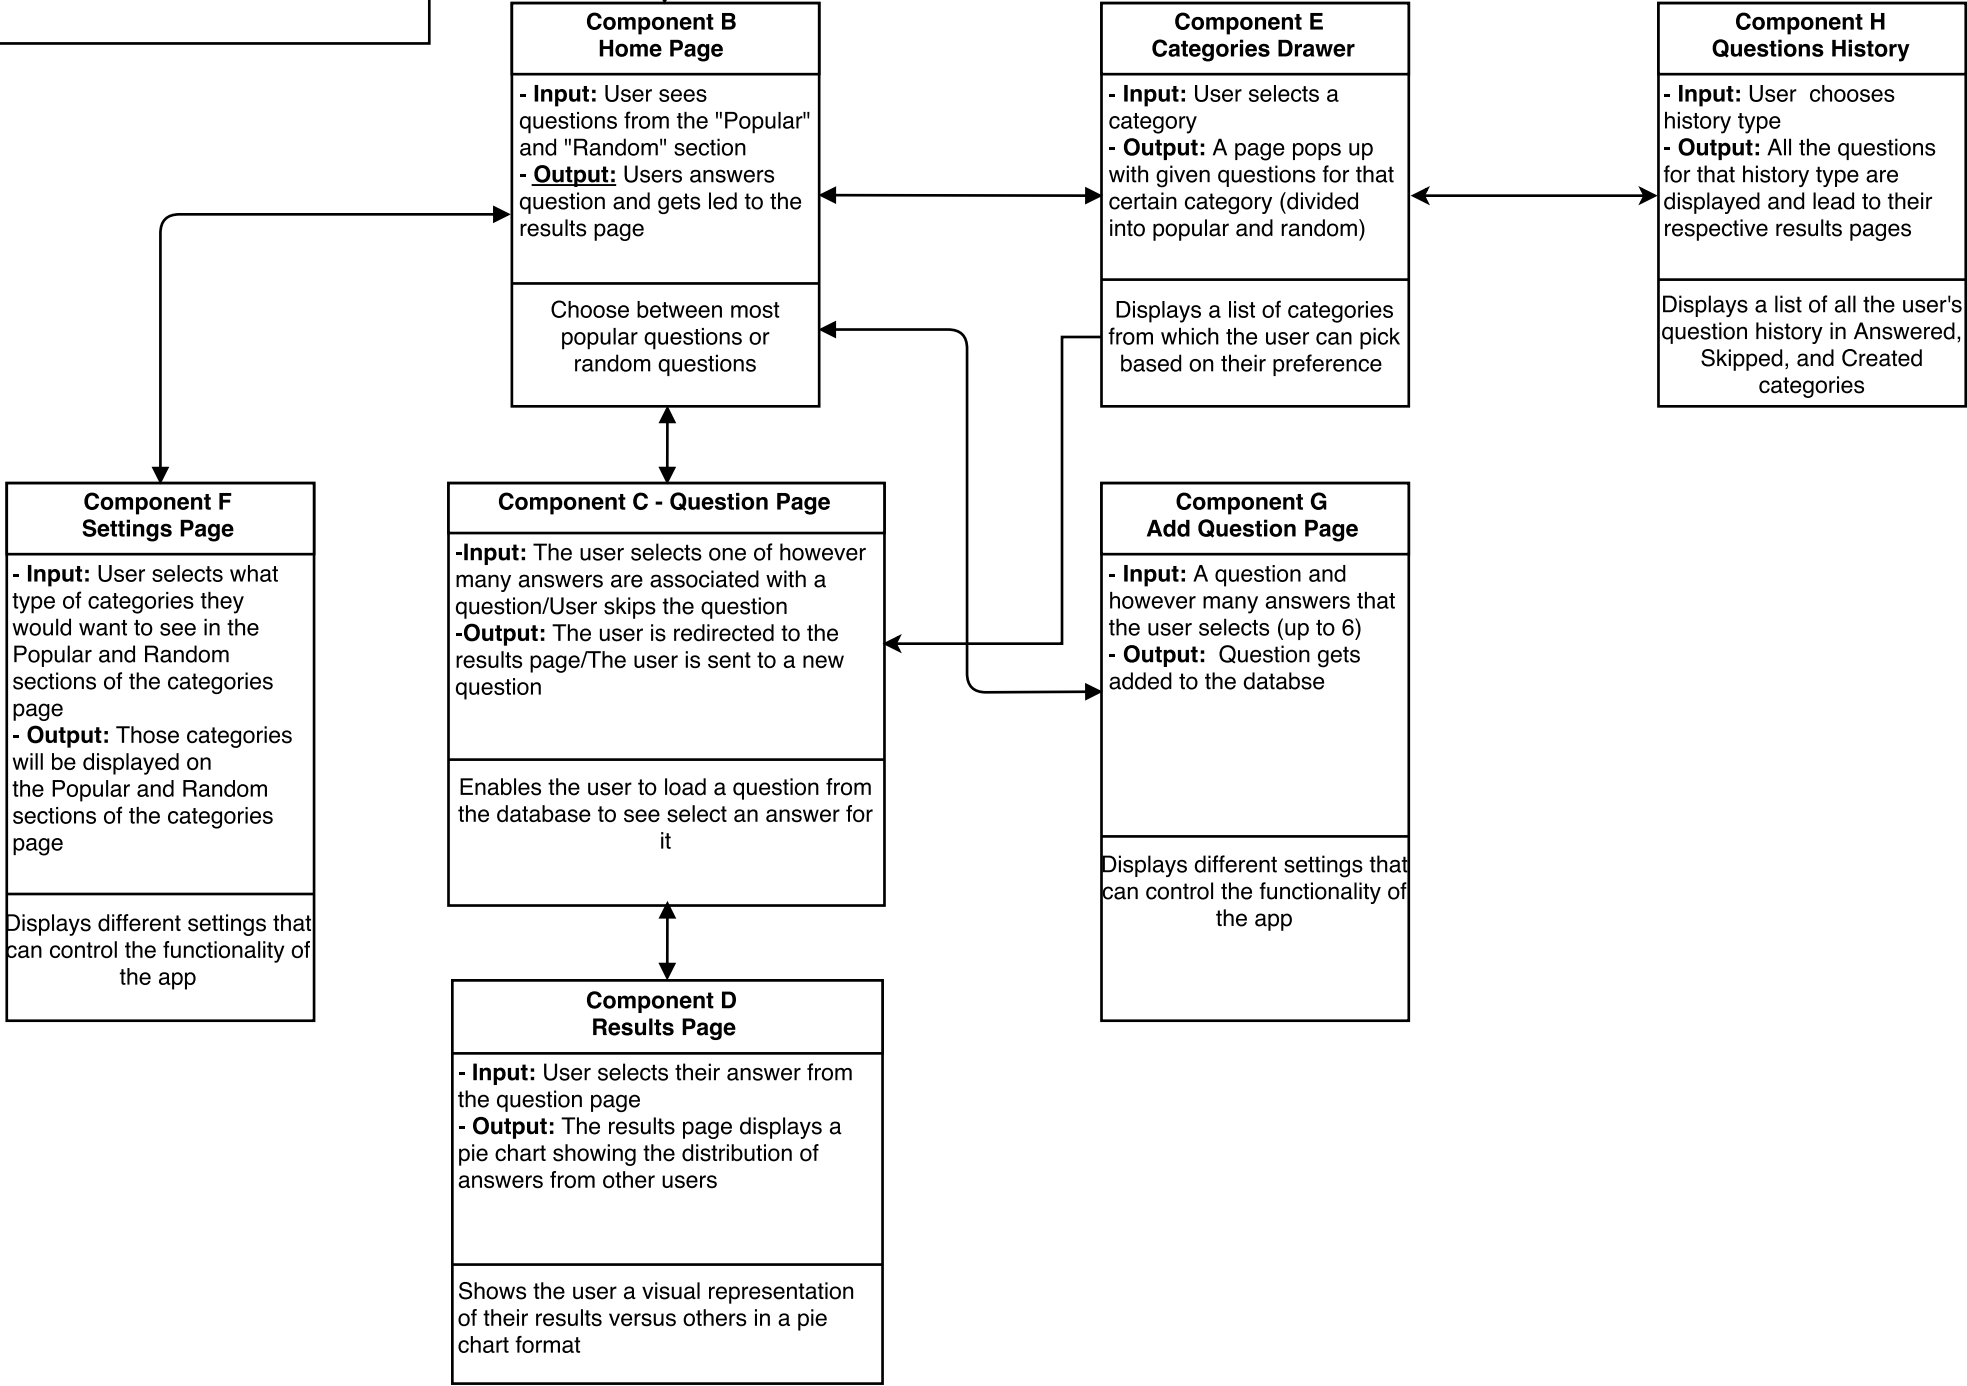 Component B
Home Page
- Input: User sees
questions from the "Popular"
and "Random" section
- Output: Users answers
question and gets led to the
results page
Choose between most
popular questions or
random questions
Component E
Categories Drawer
- Input: User selects a
category
- Output: A page pops up
with given questions for that
certain category (divided
into popular and random)
Displays a list of categories
from which the user can pick
based on their preference
Component H
Questions History
- Input: User  chooses
history type
- Output: All the questions
for that history type are
displayed and lead to their
respective results pages
Displays a list of all the user's
question history in Answered,
Skipped, and Created
categories
Component F
Settings Page
- Input: User selects what
type of categories they
would want to see in the
Popular and Random
sections of the categories
page
- Output: Those categories
will be displayed on
the Popular and Random
sections of the categories
page
Displays different settings that
can control the functionality of
the app
Component C - Question Page
-Input: The user selects one of however
many answers are associated with a
question/User skips the question
-Output: The user is redirected to the
results page/The user is sent to a new
question
Enables the user to load a question from
the database to see select an answer for
it
Component G
Add Question Page
- Input: A question and
however many answers that
the user selects (up to 6)
- Output:  Question gets
added to the databse
Displays different settings that
can control the functionality of
the app
Component D
Results Page
- Input: User selects their answer from
the question page
- Output: The results page displays a
pie chart showing the distribution of
answers from other users
Shows the user a visual representation
of their results versus others in a pie
chart format